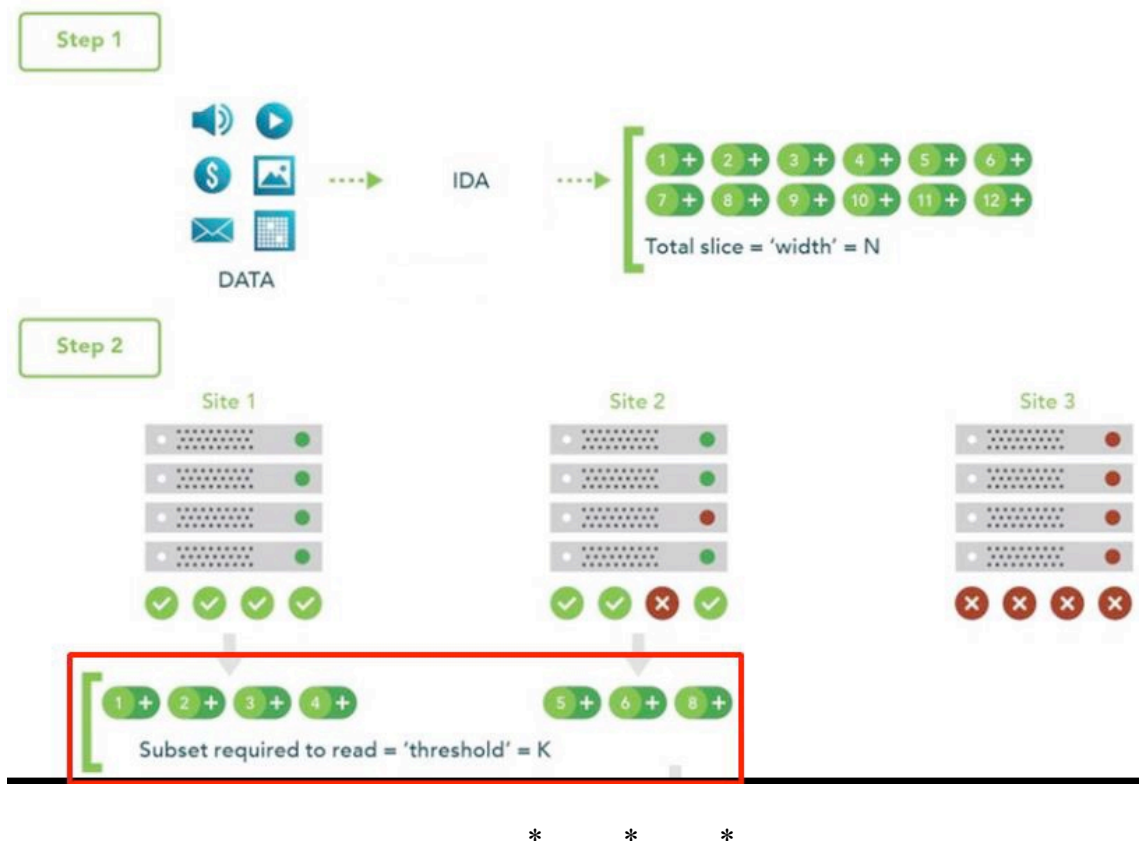 Step 1
1 + 2 + 3 + 4 + 5 + 6 +
DATA
IDA
7 + 8 + 9 + 10 + 11 + 12 +
Total slice = ‘width’ = N
Step 2
Site 1 Site 2 Site 3
1 + 2 + 3 + 4 + 5 + 6 + 8 +
Subset required to read = ‘threshold’ = K
* * *